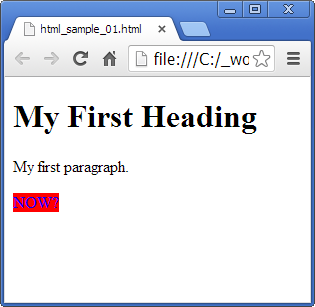 html_sample_01.html
file:///C:/_wo
My First Heading
My first paragraph.
NOW?